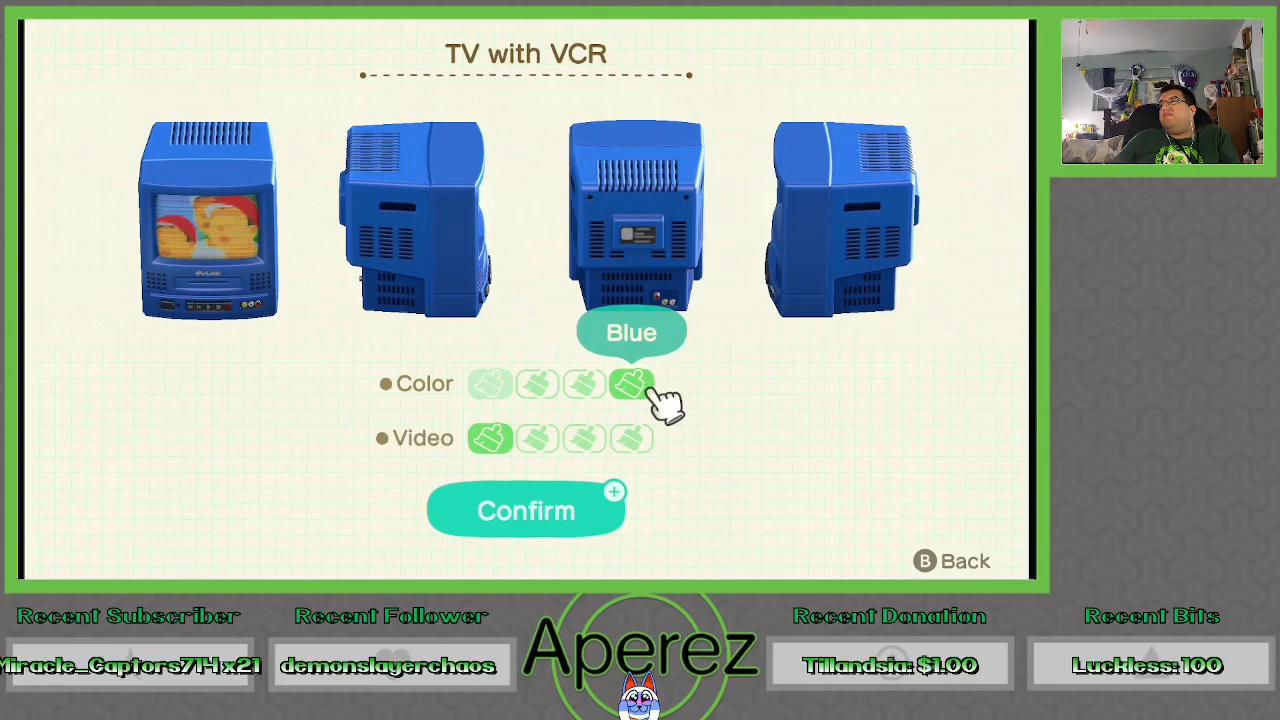 TV with VCR
Blue
Color
Video
Confirm
B Back
Recent Subscriber
Recent Follower
Recent Donation
Recent Bits
Miracle_Captors714 x21
demonslayerchaos
Aperez
Tillandsia: $1.00
Luckless: 100